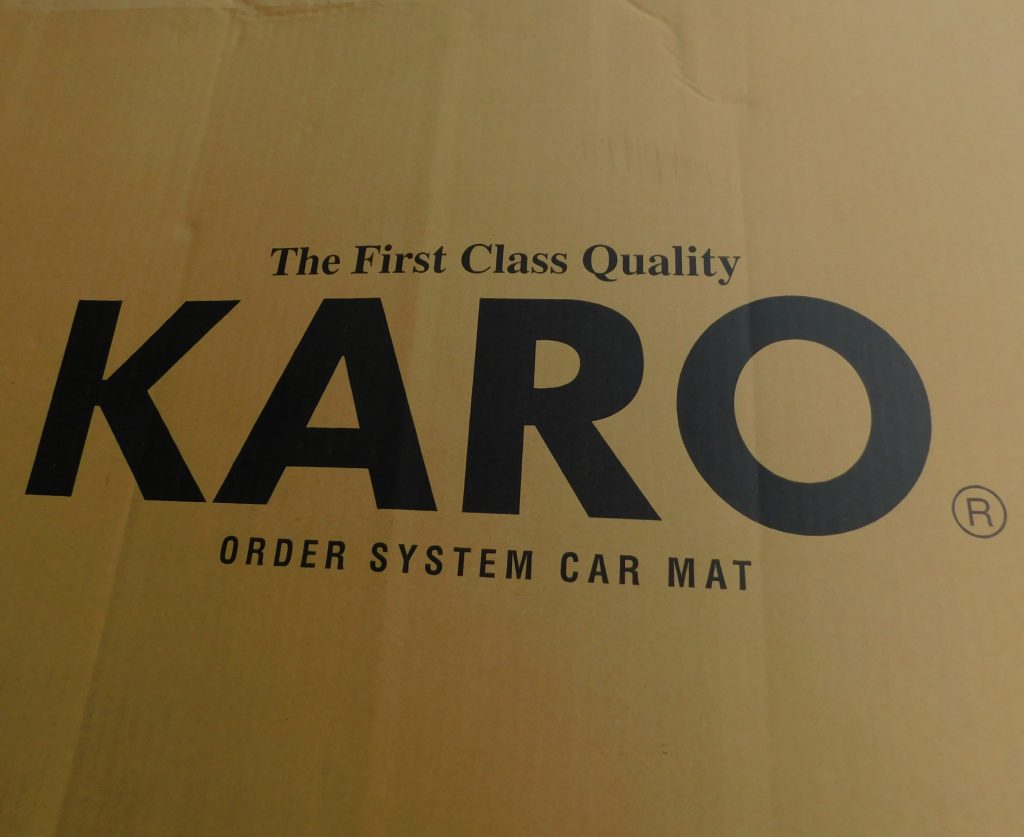 The First Class Quality
KARO ®
ORDER SYSTEM CAR MAT